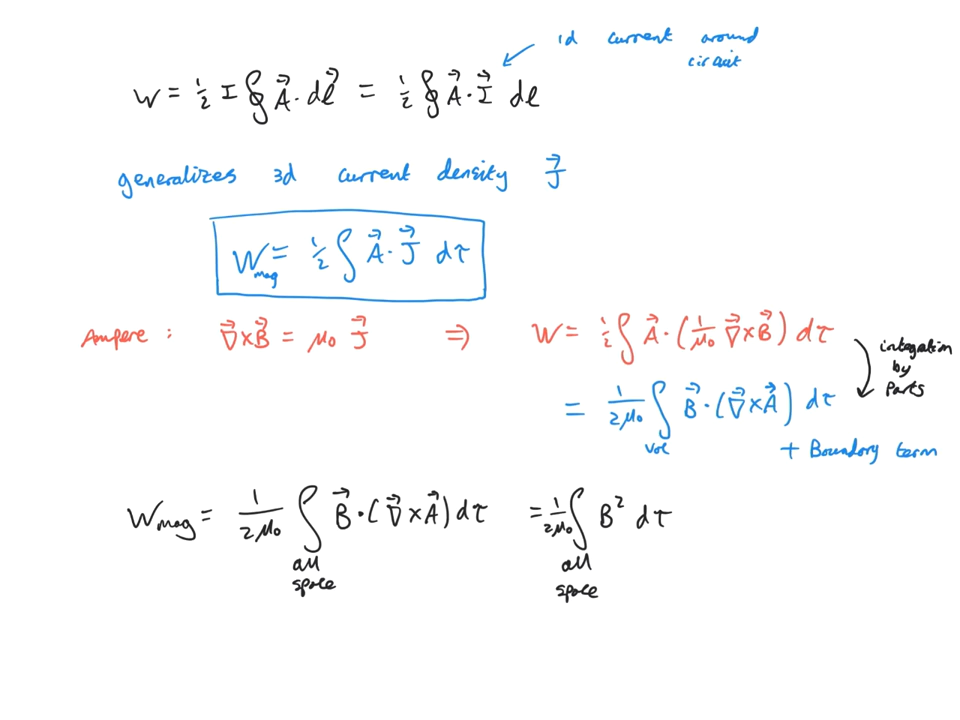 1d current around
circuit
W = ½ I ∮ A⃗ · dl⃗ = ½ ∮ A⃗ · I⃗ dl
generalizes 3d current density J⃗
W_mag = ½ ∫ A⃗ · J⃗ dτ
Ampere : ∇⃗×B⃗ = μ₀ J⃗ ⇒ W = ½ ∫ A⃗ · (1/μ₀ ∇⃗×B⃗) dτ
integration
by
parts
= 1/2μ₀ ∫_vol B⃗ · (∇⃗×A⃗) dτ
+ Boundary term
W_mag = 1/2μ₀ ∫ B⃗ · (∇⃗×A⃗) dτ = 1/2μ₀ ∫ B² dτ
all all
space space